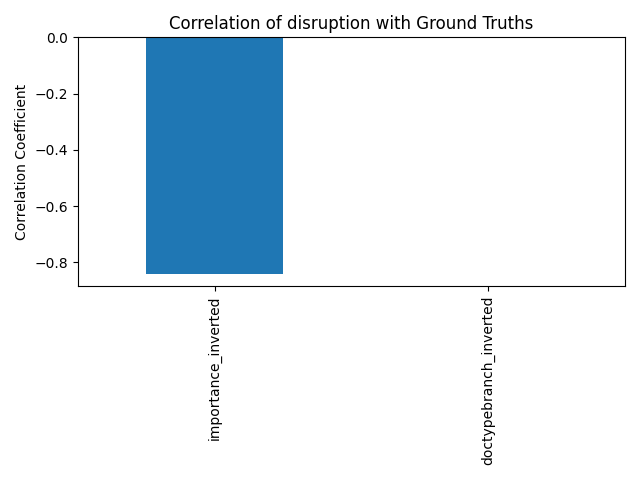 Correlation of disruption with Ground Truths
Correlation Coefficient
0.0
−0.2
−0.4
−0.6
−0.8
importance_inverted
doctypebranch_inverted